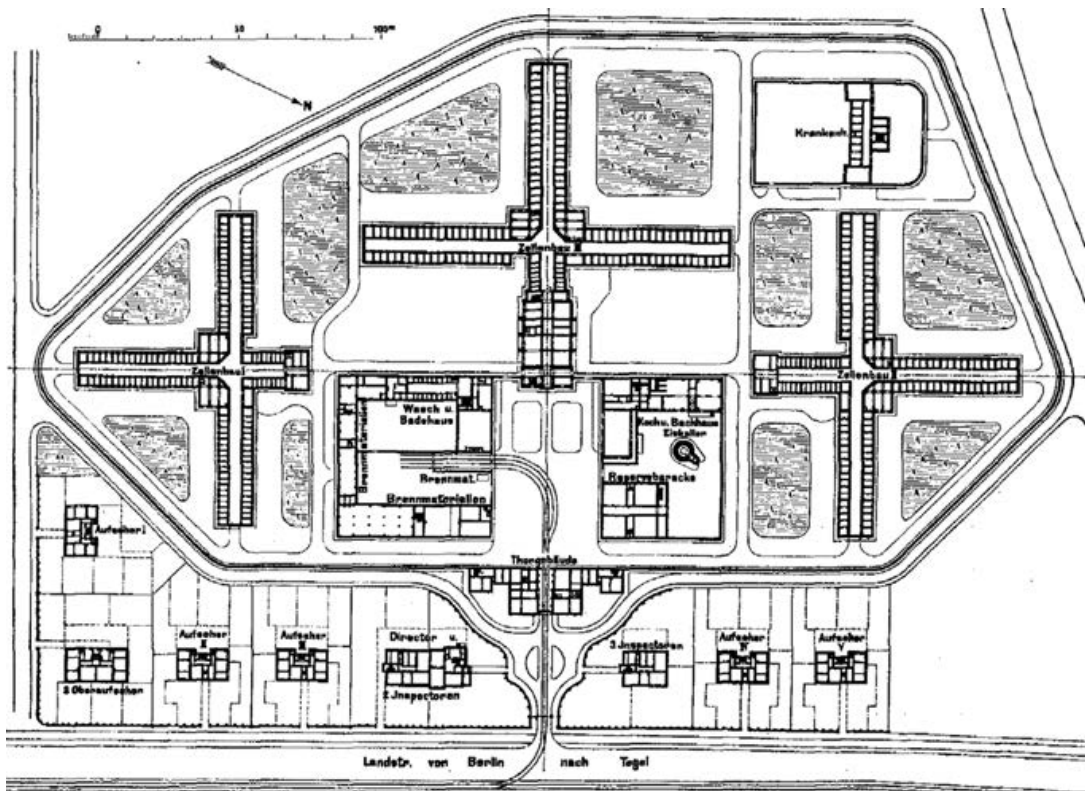 0 50 100m
N
Krankenh.
Zellenbau II
Zellenbau I
Zellenbau
Wasch u.
Badehaus
Brennmaterialien
Brennmat.
Brennmaterialien
Koch u. Backhaus
Eiskeller
Reservebaracke
Thorgebäude
Aufseher I
Aufseher
II
Aufseher
III
Director u.
2 Inspectoren
3 Inspectoren
Aufseher
IV
Aufseher
V
2 Oberaufseher
Landstr. von Berlin nach Tegel